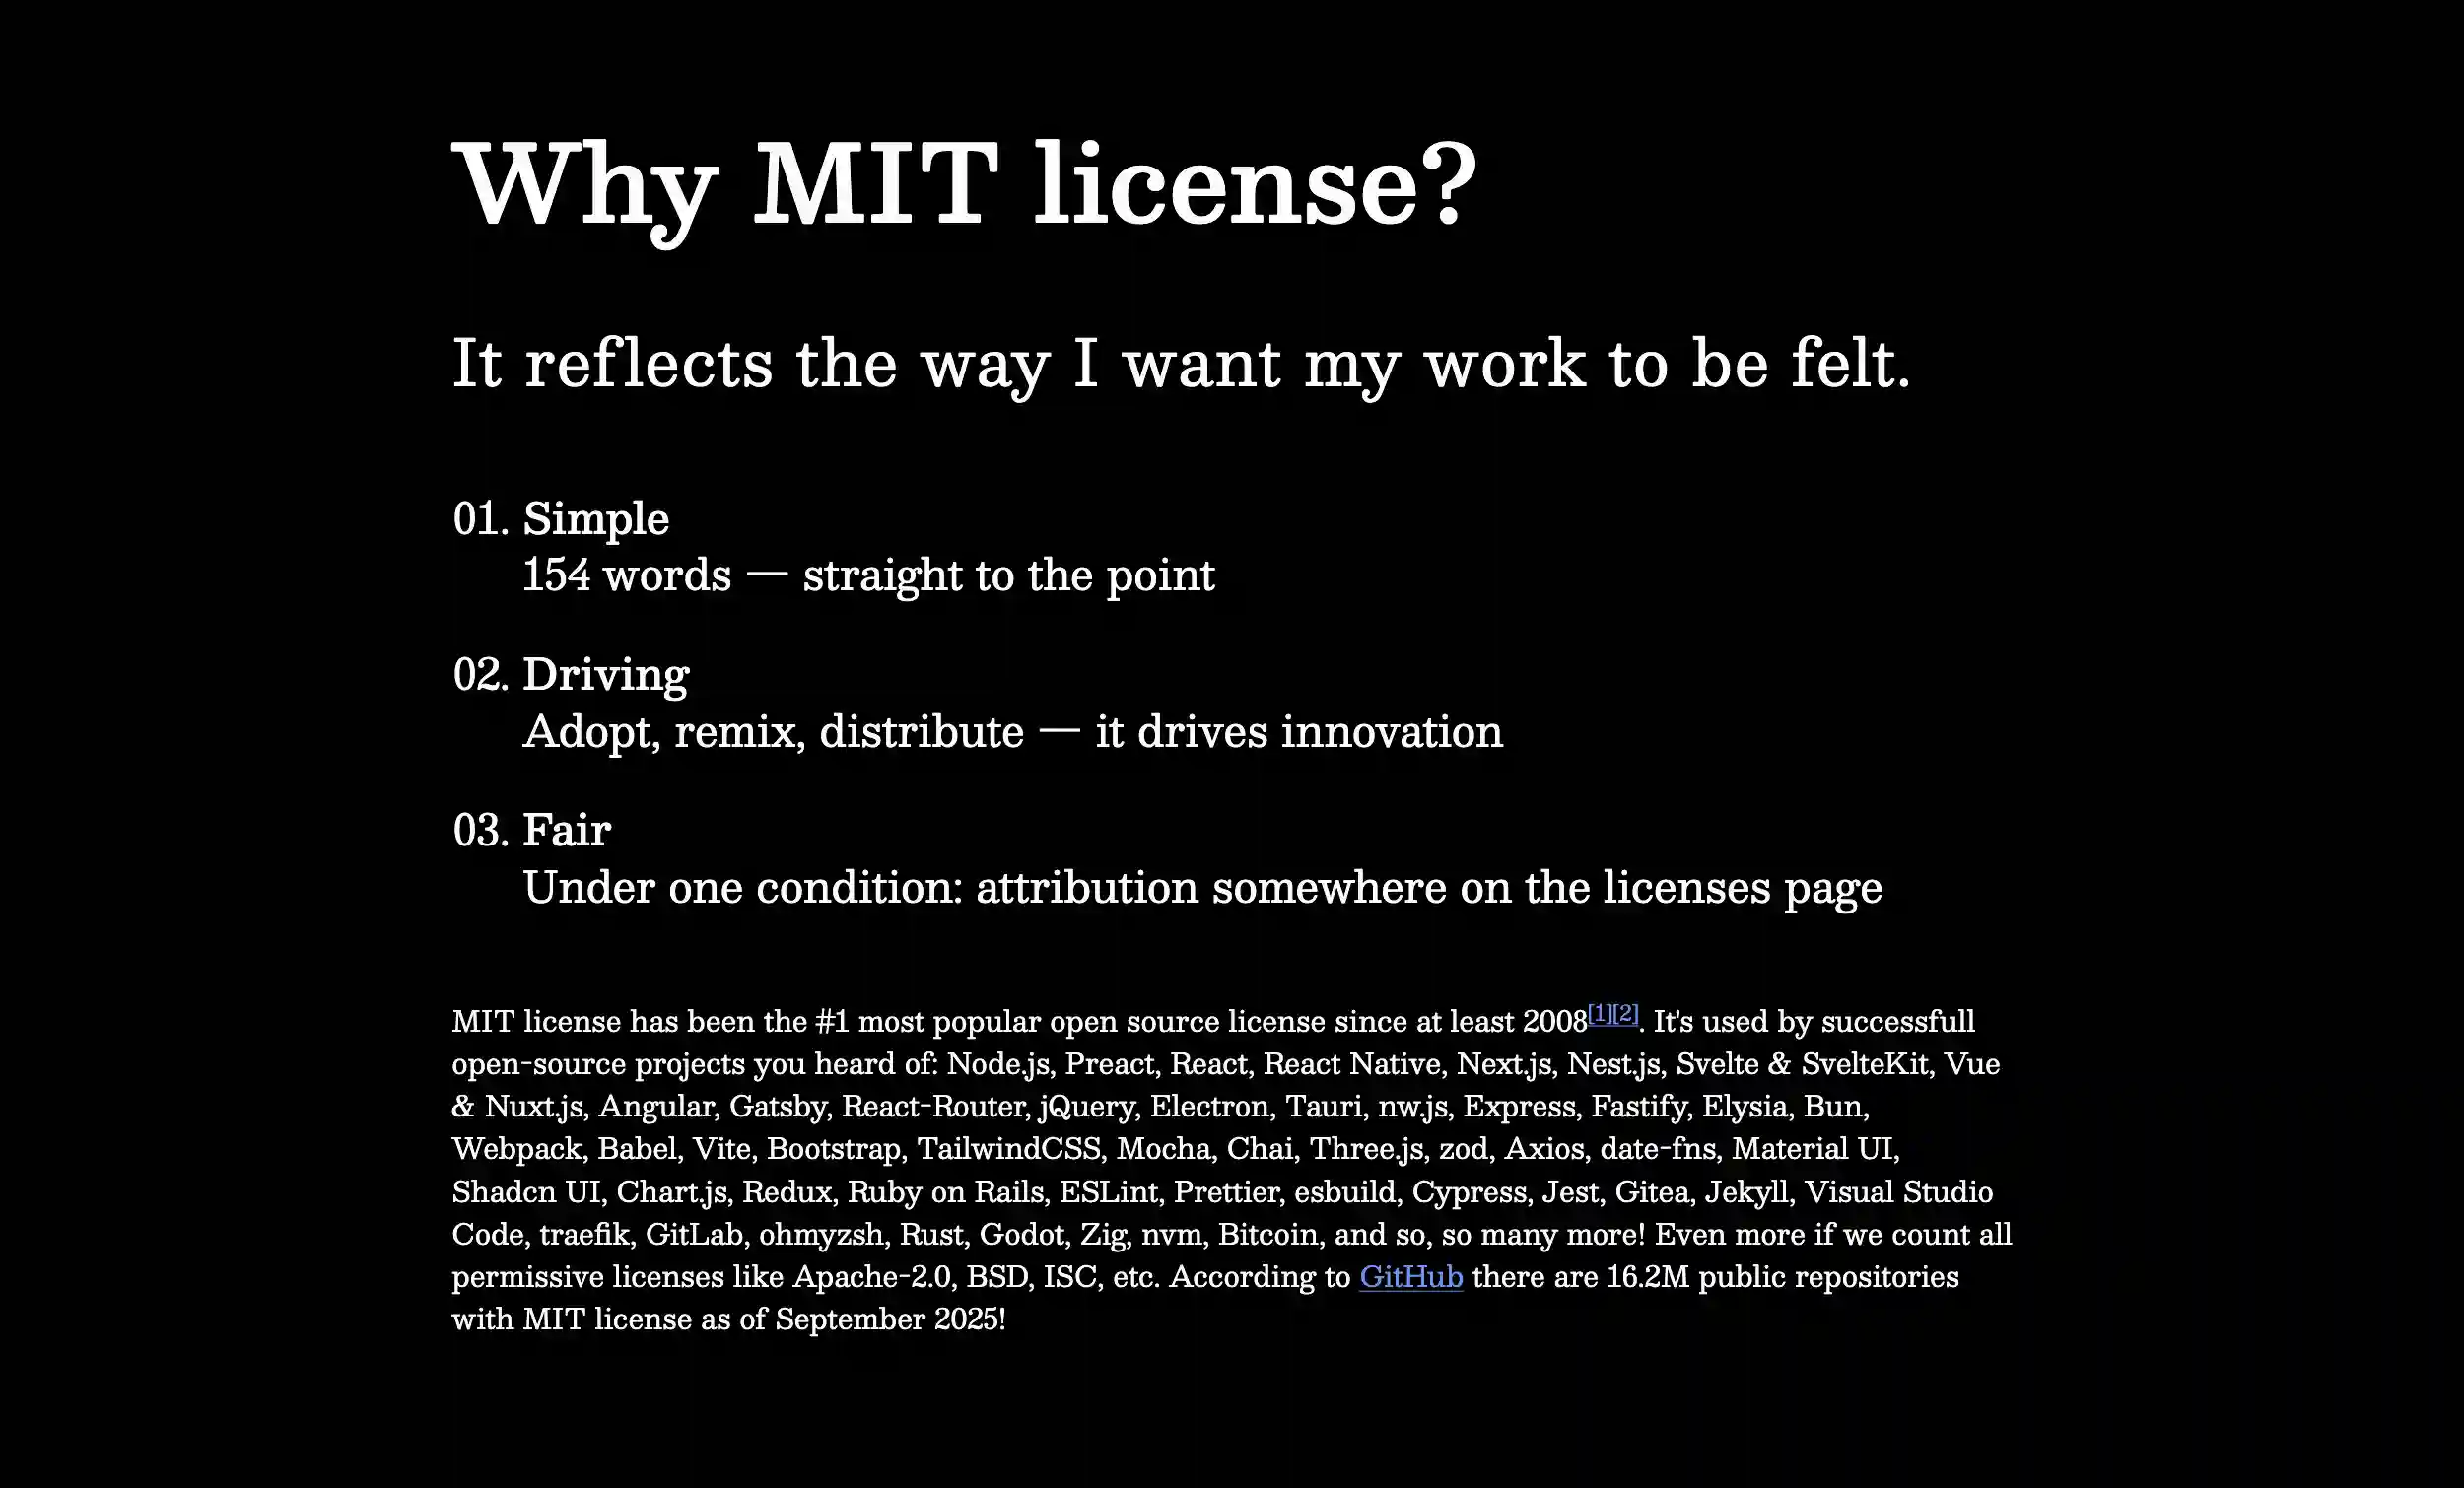 Why MIT license?
It reflects the way I want my work to be felt.
01. Simple
154 words — straight to the point
02. Driving
Adopt, remix, distribute — it drives innovation
03. Fair
Under one condition: attribution somewhere on the licenses page
MIT license has been the #1 most popular open source license since at least 2008[1][2]. It's used by successfull
open-source projects you heard of: Node.js, Preact, React, React Native, Next.js, Nest.js, Svelte & SvelteKit, Vue
& Nuxt.js, Angular, Gatsby, React-Router, jQuery, Electron, Tauri, nw.js, Express, Fastify, Elysia, Bun,
Webpack, Babel, Vite, Bootstrap, TailwindCSS, Mocha, Chai, Three.js, zod, Axios, date-fns, Material UI,
Shadcn UI, Chart.js, Redux, Ruby on Rails, ESLint, Prettier, esbuild, Cypress, Jest, Gitea, Jekyll, Visual Studio
Code, traefik, GitLab, ohmyzsh, Rust, Godot, Zig, nvm, Bitcoin, and so, so many more! Even more if we count all
permissive licenses like Apache-2.0, BSD, ISC, etc. According to GitHub there are 16.2M public repositories
with MIT license as of September 2025!